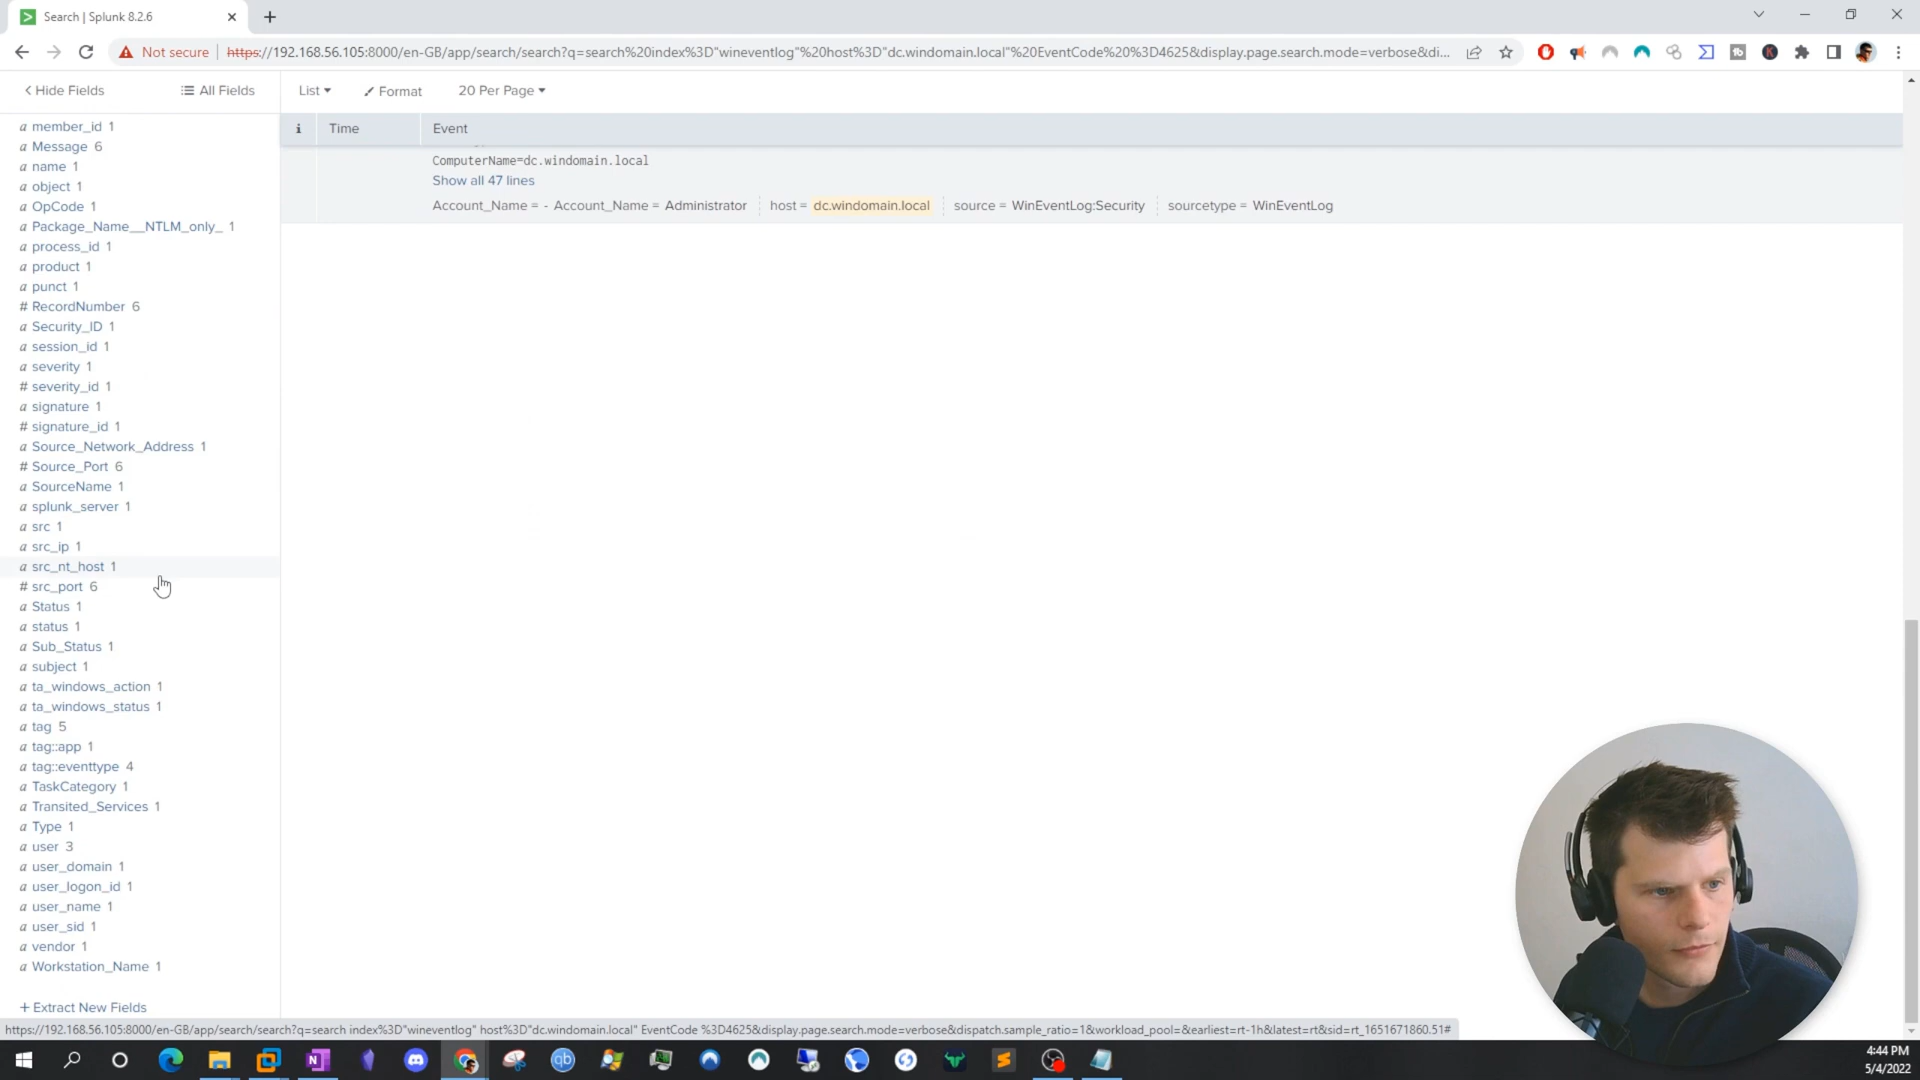 Search | Splunk 8.2.6
Not secure
https://192.168.56.105:8000/en-GB/app/search/search?q=search%20index%3D"wineventlog"%20host%3D"dc.windomain.local"%20EventCode%20%3D4625&display.page.search.mode=verbose&di...
Hide Fields
All Fields
List
Format
20 Per Page
i
Time
Event
a member_id 1
a Message 6
a name 1
a object 1
a OpCode 1
a Package_Name__NTLM_only_ 1
a process_id 1
a product 1
a punct 1
# RecordNumber 6
a Security_ID 1
a session_id 1
a severity 1
# severity_id 1
a signature 1
# signature_id 1
a Source_Network_Address 1
# Source_Port 6
a SourceName 1
a splunk_server 1
a src 1
a src_ip 1
a src_nt_host 1
# src_port 6
a Status 1
a status 1
a Sub_Status 1
a subject 1
a ta_windows_action 1
a ta_windows_status 1
a tag 5
a tag::app 1
a tag::eventtype 4
a TaskCategory 1
a Transited_Services 1
a Type 1
a user 3
a user_domain 1
a user_logon_id 1
a user_name 1
a user_sid 1
a vendor 1
a Workstation_Name 1
+ Extract New Fields
ComputerName=dc.windomain.local
Show all 47 lines
Account_Name = - Account_Name = Administrator host = dc.windomain.local source = WinEventLog:Security sourcetype = WinEventLog
https://192.168.56.105:8000/en-GB/app/search/search?q=search index%3D"wineventlog" host%3D"dc.windomain.local" EventCode %3D4625&display.page.search.mode=verbose&dispatch.sample_ratio=1&workload_pool=&earliest=rt-1h&latest=rt&sid=rt_1651671860.51#
4:44 PM
5/4/2022